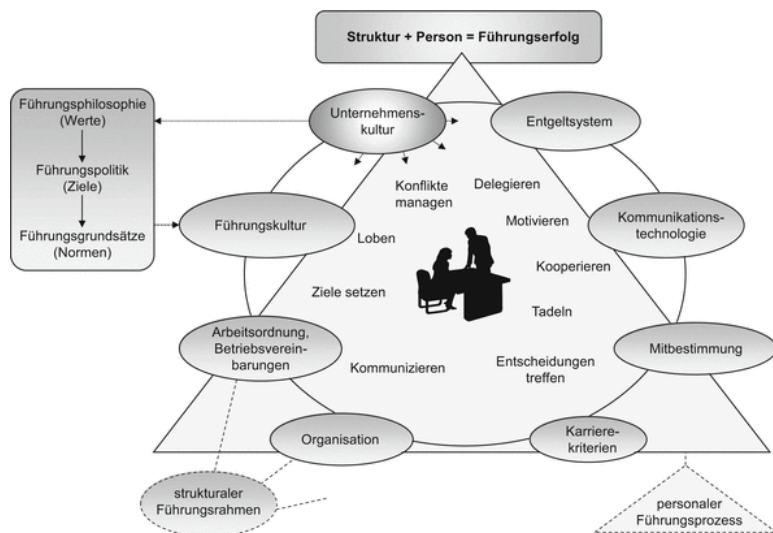 Struktur + Person = Führungserfolg
Führungsphilosophie
(Werte)
Führungspolitik
(Ziele)
Führungsgrundsätze
(Normen)
Unternehmens-
kultur
Entgeltsystem
Führungskultur
Kommunikations-
technologie
Arbeitsordnung,
Betriebsverein-
barungen
Mitbestimmung
Organisation
Karriere-
kriterien
Konflikte
managen
Delegieren
Loben
Motivieren
Kooperieren
Ziele setzen
Tadeln
Kommunizieren
Entscheidungen
treffen
strukturaler
Führungsrahmen
personaler
Führungsprozess